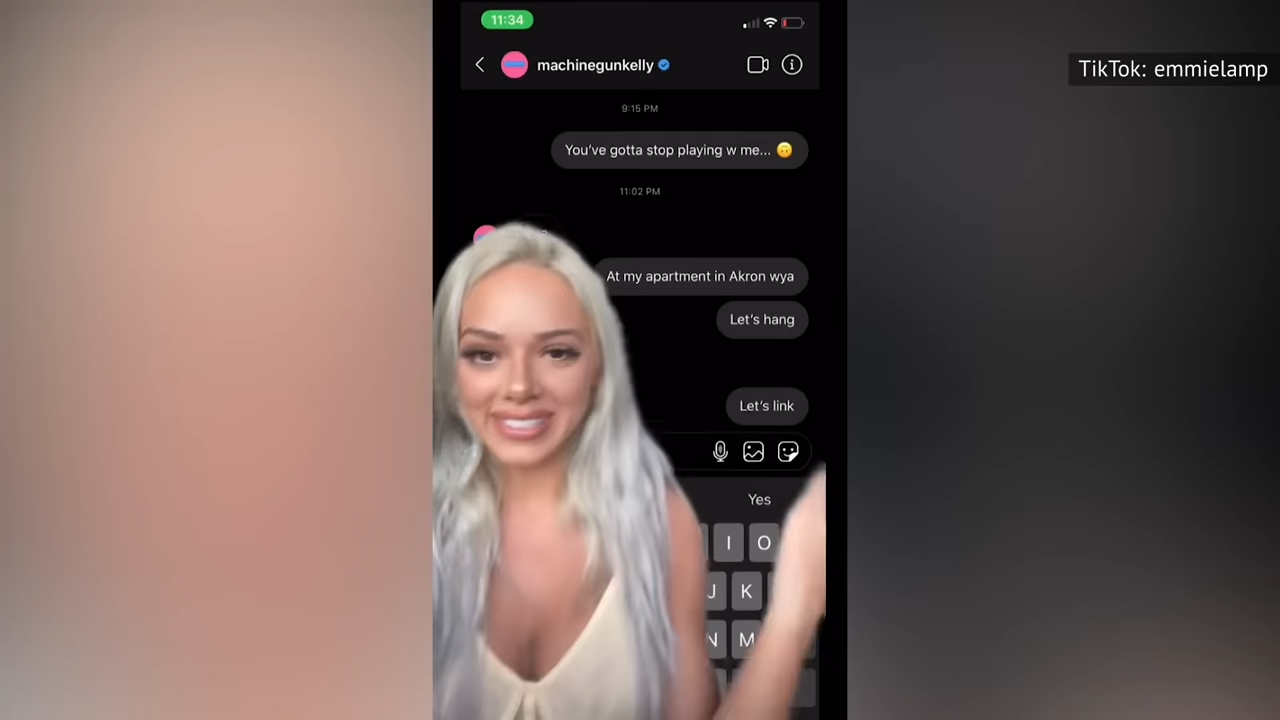 11:34
TikTok: emmielamp
machinegunkelly
9:15 PM
You've gotta stop playing w me... 🙃
11:02 PM
At my apartment in Akron wya
Let's hang
Let's link
Yes
I O
J K
N M